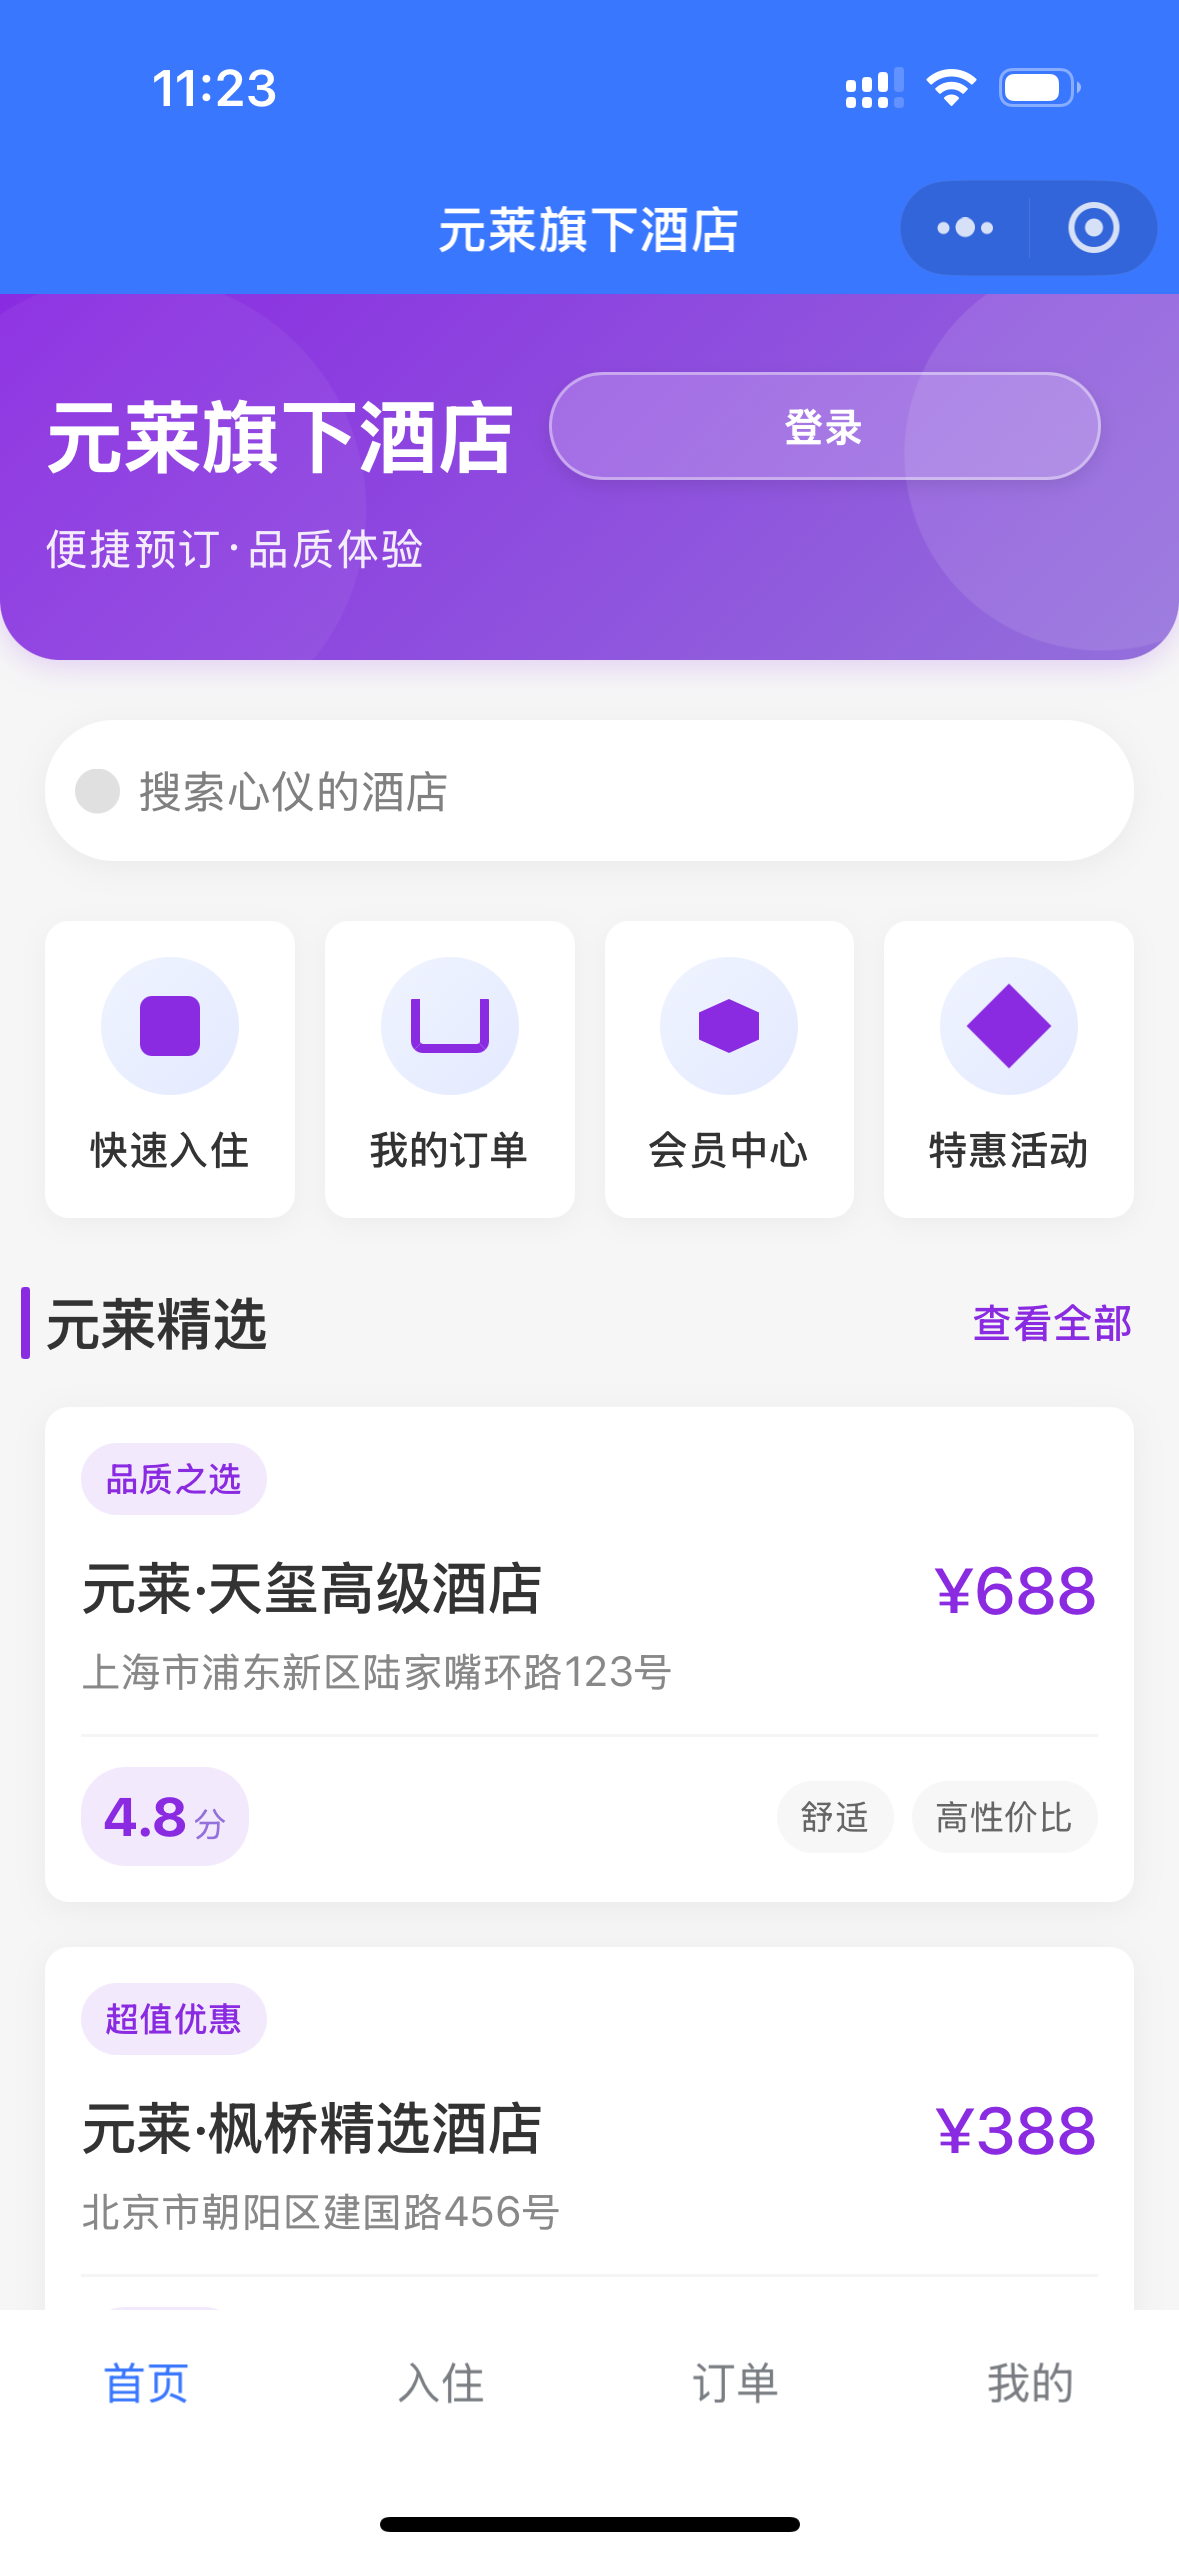 11:23
元莱旗下酒店
元莱旗下酒店
登录
便捷预订·品质体验
搜索心仪的酒店
快速入住
我的订单
会员中心
特惠活动
元莱精选
查看全部
品质之选
元莱·天玺高级酒店
¥688
上海市浦东新区陆家嘴环路123号
4.8分
舒适
高性价比
超值优惠
元莱·枫桥精选酒店
¥388
北京市朝阳区建国路456号
首页
入住
订单
我的